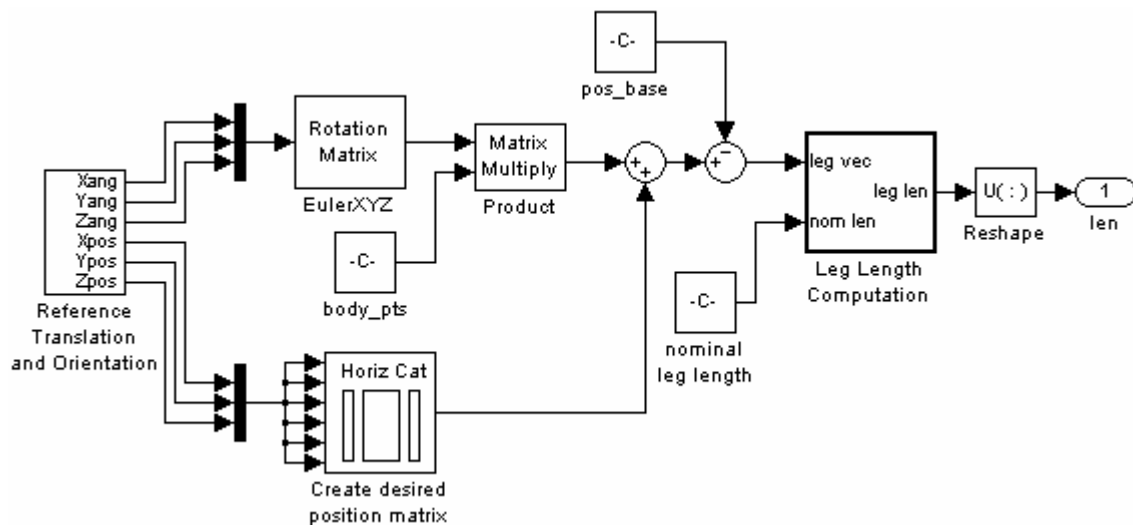 -C-
pos_base
Rotation
Matrix
EulerXYZ
Matrix
Multiply
Product
Xang
Yang
Zang
Xpos
Ypos
Zpos
Reference
Translation
and Orientation
-C-
body_pts
+
+
+
−
leg vec
leg len
nom len
Leg Length
Computation
U(:)
Reshape
1
len
-C-
nominal
leg length
Horiz Cat
Create desired
position matrix